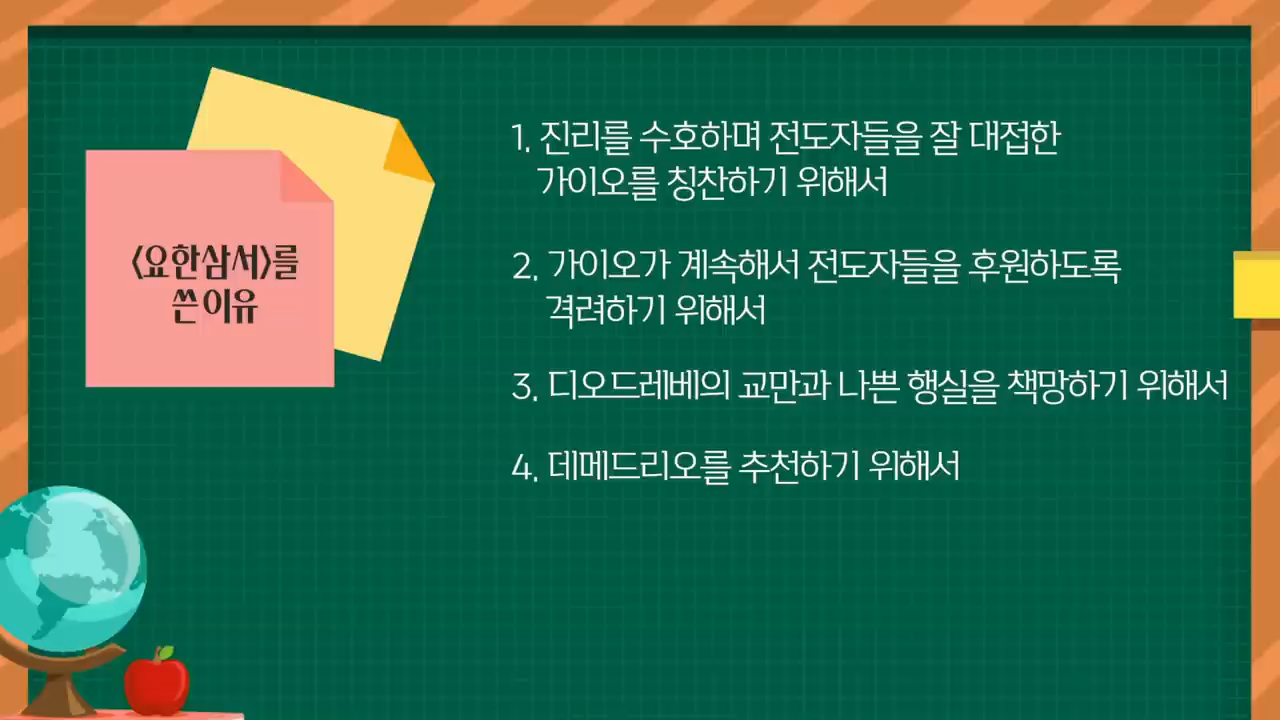 〈요한삼서〉를
쓴 이유
1. 진리를 수호하며 전도자들을 잘 대접한
가이오를 칭찬하기 위해서
2. 가이오가 계속해서 전도자들을 후원하도록
격려하기 위해서
3. 디오드레베의 교만과 나쁜 행실을 책망하기 위해서
4. 데메드리오를 추천하기 위해서